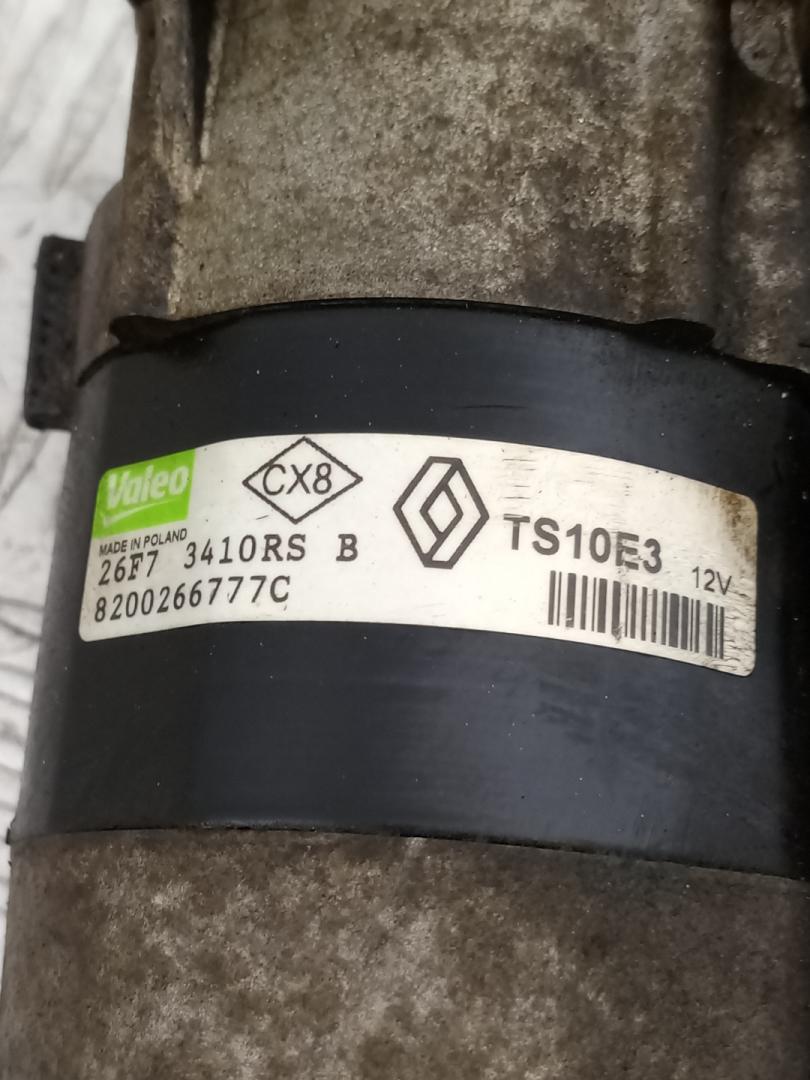 Valeo
CX8
TS10E3
12V
MADE IN POLAND
26F7 3410RS B
8200266777C